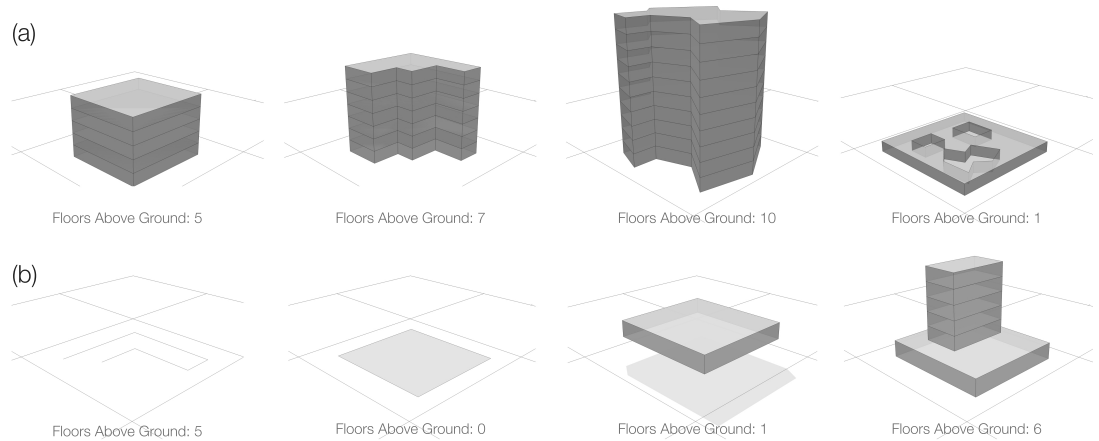 (a)
Floors Above Ground: 5
Floors Above Ground: 7
Floors Above Ground: 10
Floors Above Ground: 1
(b)
Floors Above Ground: 5
Floors Above Ground: 0
Floors Above Ground: 1
Floors Above Ground: 6